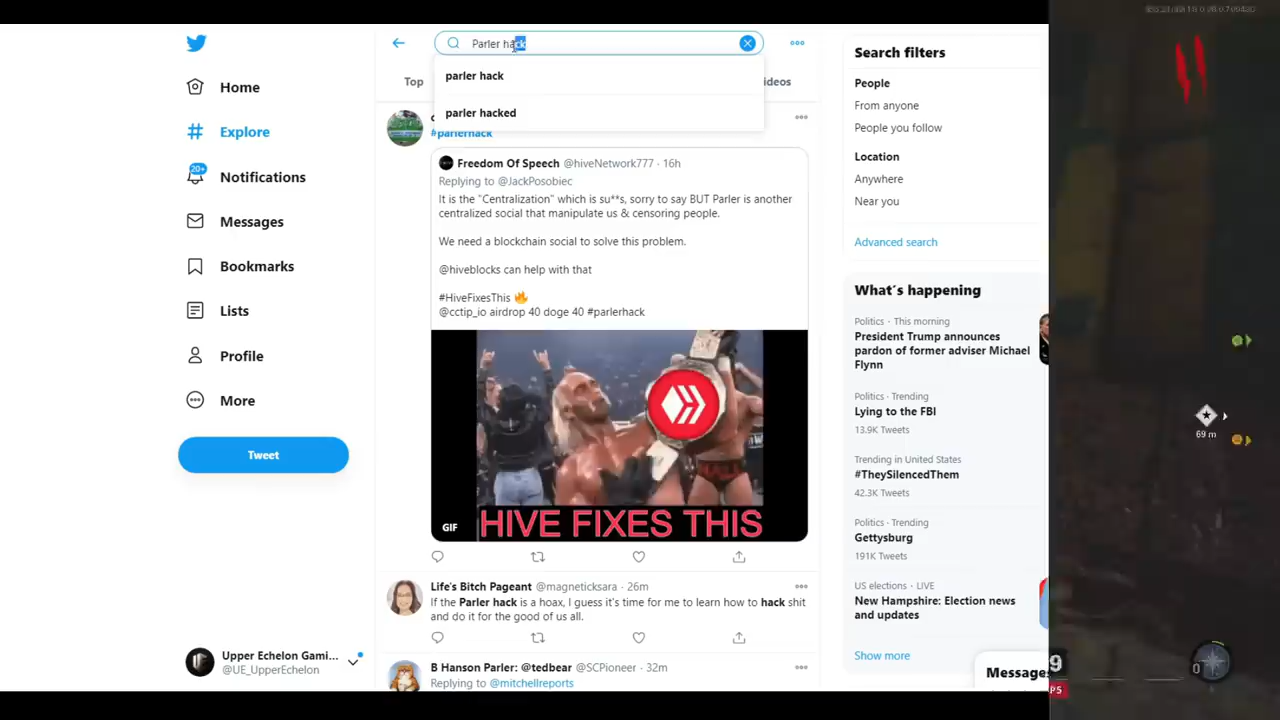 Home
Explore
20+
Notifications
Messages
Bookmarks
Lists
Profile
More
Tweet
Upper Echelon Gami...
@UE_UpperEchelon
Parler hack
parler hack
parler hacked
Top
ideos
#parlerhack
Freedom Of Speech @hiveNetwork777 · 16h
Replying to @JackPosobiec
It is the "Centralization" which is su**s, sorry to say BUT Parler is another
centralized social that manipulate us & censoring people.
We need a blockchain social to solve this problem.
@hiveblocks can help with that
#HiveFixesThis 🔥
@cctip_io airdrop 40 doge 40 #parlerhack
GIF
HIVE FIXES THIS
Life's Bitch Pageant @magneticksara · 26m
If the Parler hack is a hoax, I guess it's time for me to learn how to hack shit
and do it for the good of us all.
B Hanson Parler: @tedbear @SCPioneer · 32m
Replying to @mitchellreports
Search filters
People
From anyone
People you follow
Location
Anywhere
Near you
Advanced search
What's happening
Politics · This morning
President Trump announces
pardon of former adviser Michael
Flynn
Politics · Trending
Lying to the FBI
13.9K Tweets
Trending in United States
#TheySilencedThem
42.3K Tweets
Politics · Trending
Gettysburg
191K Tweets
US elections · LIVE
New Hampshire: Election news
and updates
Show more
Messages
69 m
9
PS
0